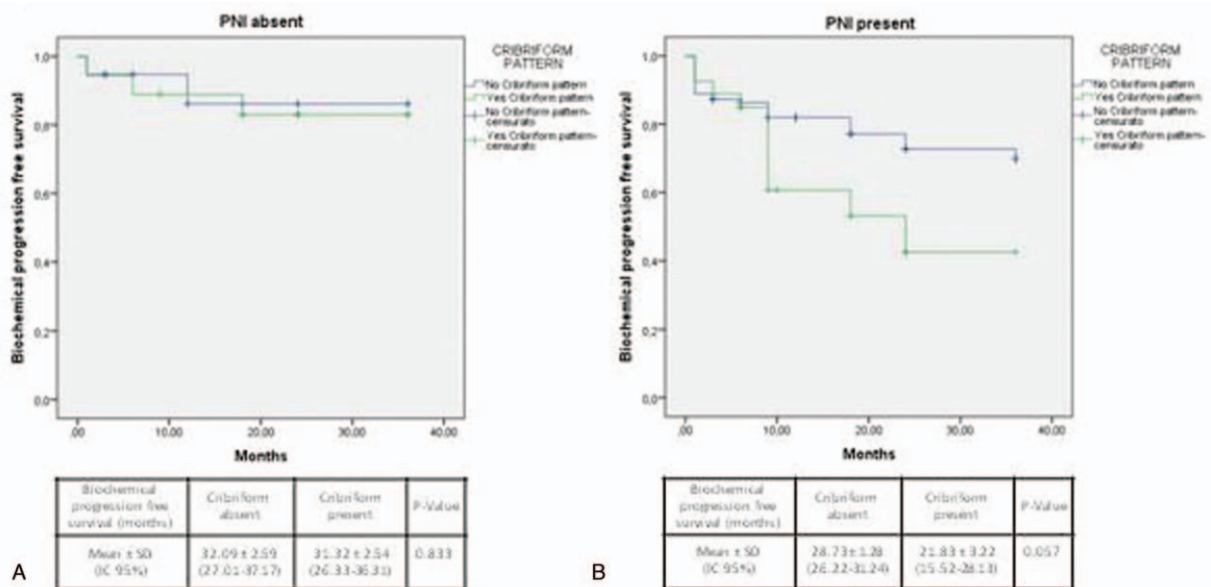 PNI absent
CRIBRIFORM
PATTERN
No Cribriform pattern
Yes Cribriform pattern
No Cribriform pattern-
censurato
Yes Cribriform pattern-
censurato
Biochemical progression free survival
1,0
0,8
0,6
0,4
0,2
0,0
,00 10,00 20,00 30,00 40,00
Months
Biochemical
progression free
survival (months)
Cribriform
absent
Cribriform
present
P-Value
Mean ± SD
(IC 95%)
32.09 ± 2.59
(27.01-37.17)
31.32 ± 2.54
(26.33-36.31)
0.833
A
PNI present
CRIBRIFORM
PATTERN
No Cribriform pattern
Yes Cribriform pattern
No Cribriform pattern-
censurato
Yes Cribriform pattern-
censurato
Biochemical progression free survival
1,0
0,8
0,6
0,4
0,2
0,0
,00 10,00 20,00 30,00 40,00
Months
Biochemical
progression free
survival (months)
Cribriform
absent
Cribriform
present
P-Value
Mean ± SD
(IC 95%)
28.73 ± 1.28
(26.22-31.24)
21.83 ± 3.22
(15.52-28.13)
0.057
B